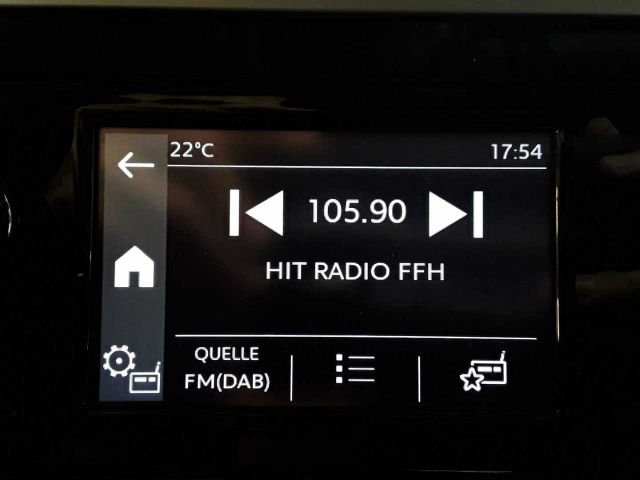 22°C 17:54
105.90
HIT RADIO FFH
QUELLE
FM(DAB)